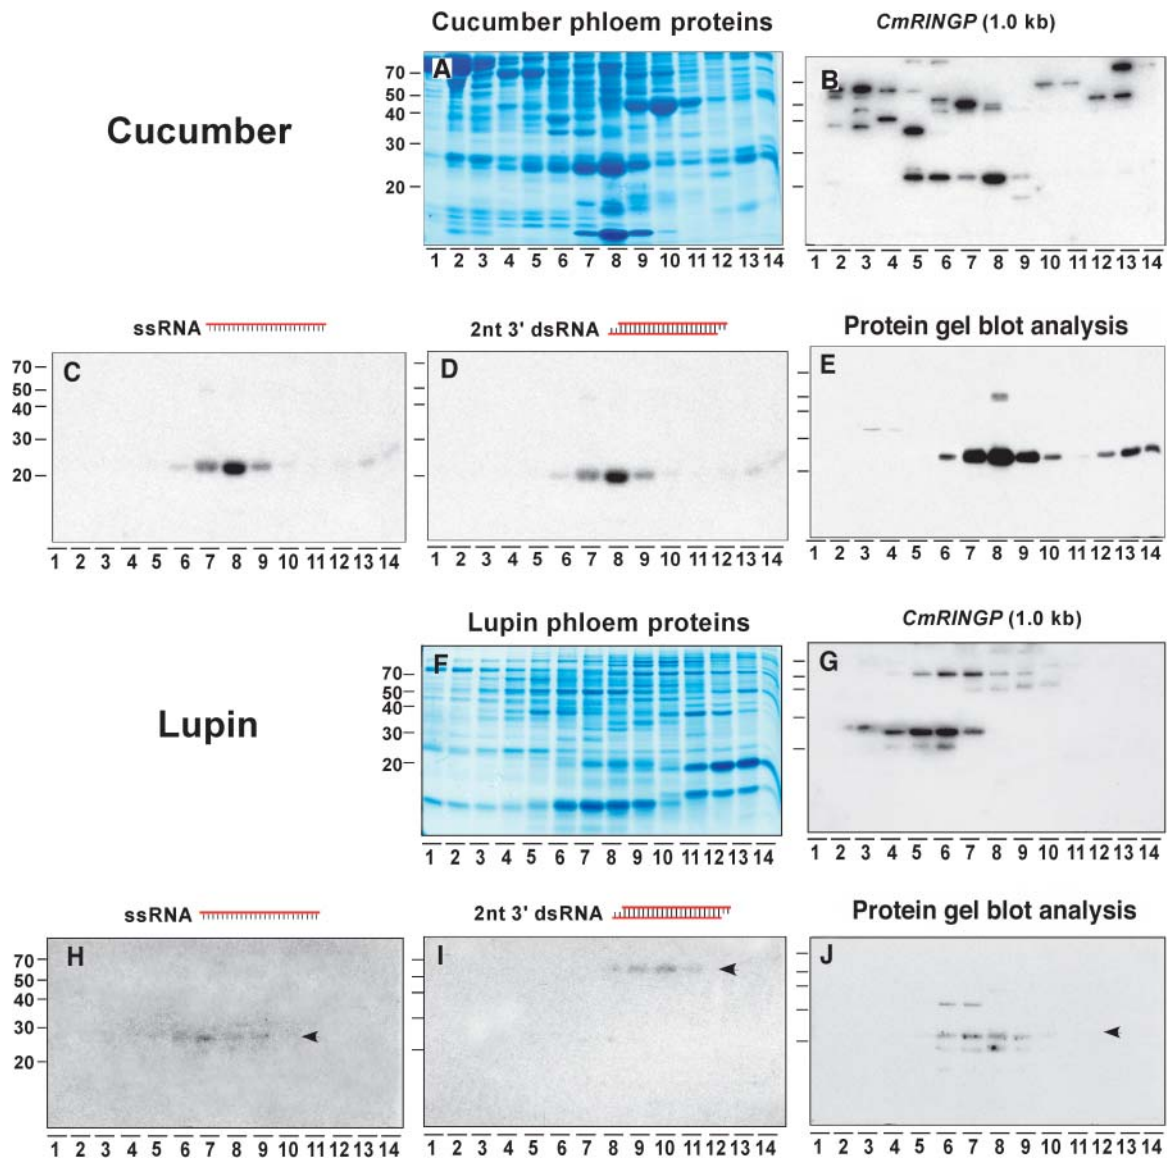 Cucumber phloem proteins
CmRINGP (1.0 kb)
Cucumber
A
70
50
40
30
20
B
1 2 3 4 5 6 7 8 9 10 11 12 13 14
1 2 3 4 5 6 7 8 9 10 11 12 13 14
ssRNA
2nt 3' dsRNA
Protein gel blot analysis
C
70
50
40
30
20
D
E
1 2 3 4 5 6 7 8 9 10 11 12 13 14
1 2 3 4 5 6 7 8 9 10 11 12 13 14
1 2 3 4 5 6 7 8 9 10 11 12 13 14
Lupin phloem proteins
CmRINGP (1.0 kb)
Lupin
F
70
50
40
30
20
G
1 2 3 4 5 6 7 8 9 10 11 12 13 14
1 2 3 4 5 6 7 8 9 10 11 12 13 14
ssRNA
2nt 3' dsRNA
Protein gel blot analysis
H
70
50
40
30
20
I
J
1 2 3 4 5 6 7 8 9 10 11 12 13 14
1 2 3 4 5 6 7 8 9 10 11 12 13 14
1 2 3 4 5 6 7 8 9 10 11 12 13 14